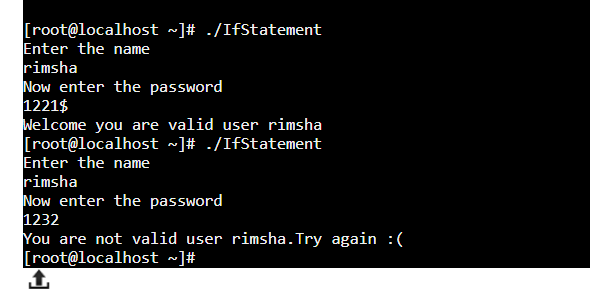 [root@localhost ~]# ./IfStatement
Enter the name
rimsha
Now enter the password
1221$
Welcome you are valid user rimsha
[root@localhost ~]# ./IfStatement
Enter the name
rimsha
Now enter the password
1232
You are not valid user rimsha.Try again :(
[root@localhost ~]#